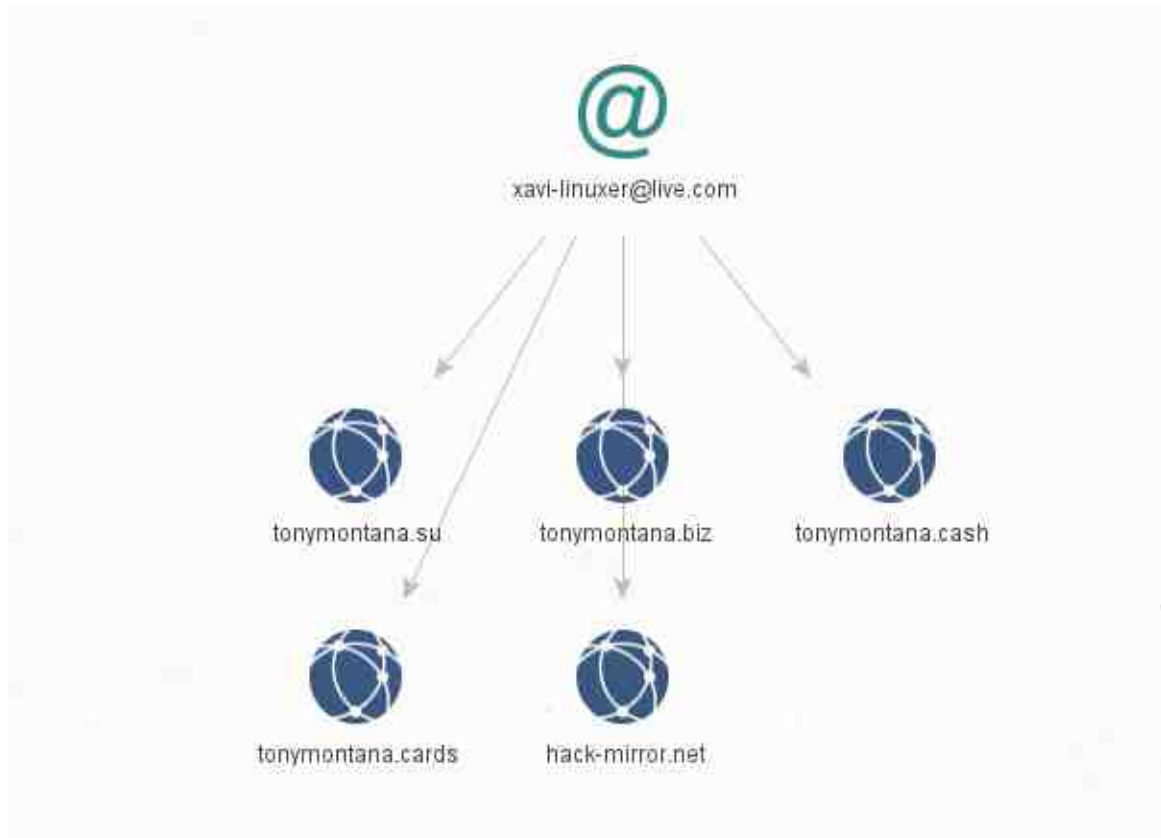 @
xavi-linuxer@live.com
tonymontana.su
tonymontana.biz
tonymontana.cash
tonymontana.cards
hack-mirror.net